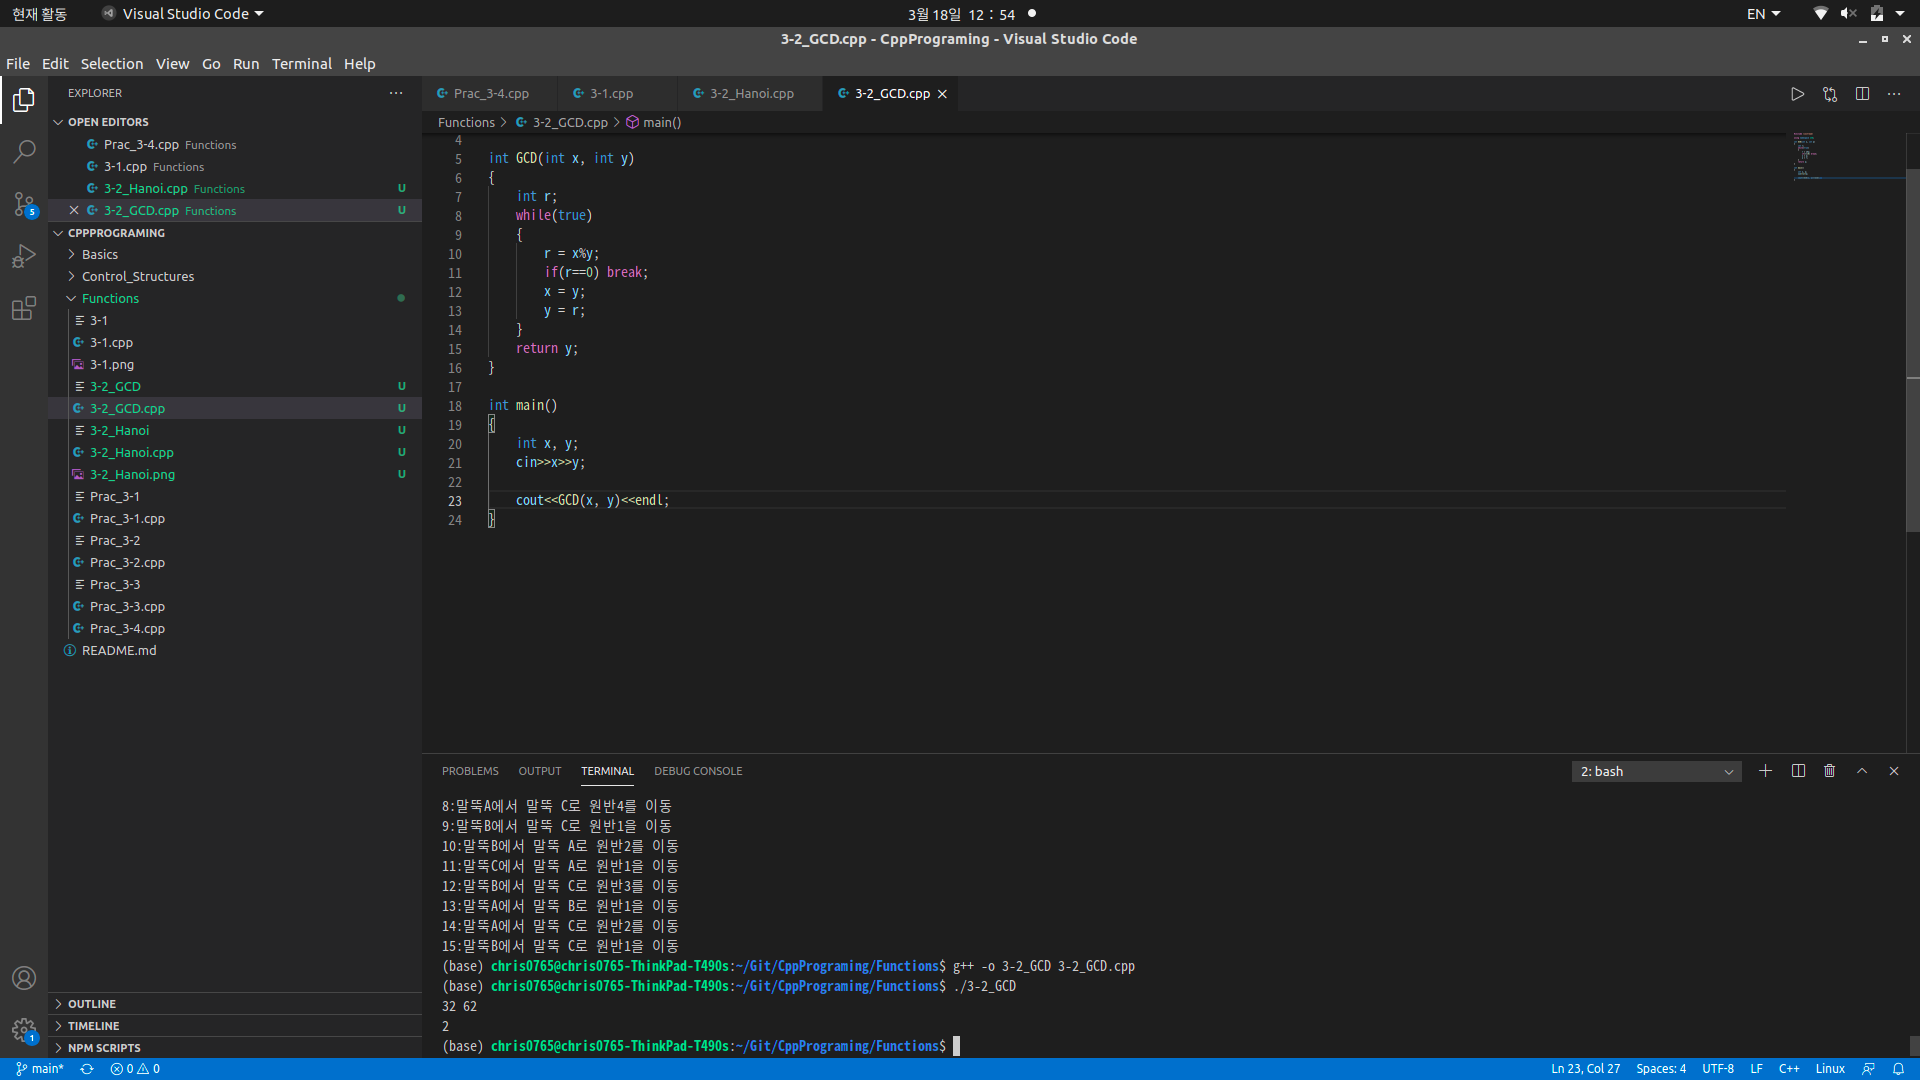 현재 활동 Visual Studio Code 3월 18일 12 : 54 EN
3-2_GCD.cpp - CppPrograming - Visual Studio Code
File Edit Selection View Go Run Terminal Help
EXPLORER
OPEN EDITORS
Prac_3-4.cpp Functions
3-1.cpp Functions
3-2_Hanoi.cpp Functions U
3-2_GCD.cpp Functions U
CPPPROGRAMING
Basics
Control_Structures
Functions
3-1
3-1.cpp
3-1.png
3-2_GCD U
3-2_GCD.cpp U
3-2_Hanoi U
3-2_Hanoi.cpp U
3-2_Hanoi.png U
Prac_3-1
Prac_3-1.cpp
Prac_3-2
Prac_3-2.cpp
Prac_3-3
Prac_3-3.cpp
Prac_3-4.cpp
README.md
OUTLINE
TIMELINE
NPM SCRIPTS
5
1
Prac_3-4.cpp 3-1.cpp 3-2_Hanoi.cpp 3-2_GCD.cpp
Functions > 3-2_GCD.cpp > main()
4
5 int GCD(int x, int y)
6 {
7 int r;
8 while(true)
9 {
10 r = x%y;
11 if(r==0) break;
12 x = y;
13 y = r;
14 }
15 return y;
16 }
17
18 int main()
19 {
20 int x, y;
21 cin>>x>>y;
22
23 cout<<GCD(x, y)<<endl;
24 }
PROBLEMS OUTPUT TERMINAL DEBUG CONSOLE 2: bash
8:말뚝A에서 말뚝 C로 원반4를 이동
9:말뚝B에서 말뚝 C로 원반1을 이동
10:말뚝B에서 말뚝 A로 원반2를 이동
11:말뚝C에서 말뚝 A로 원반1을 이동
12:말뚝B에서 말뚝 C로 원반3를 이동
13:말뚝A에서 말뚝 B로 원반1을 이동
14:말뚝A에서 말뚝 C로 원반2를 이동
15:말뚝B에서 말뚝 C로 원반1을 이동
(base) chris0765@chris0765-ThinkPad-T490s:~/Git/CppPrograming/Functions$ g++ -o 3-2_GCD 3-2_GCD.cpp
(base) chris0765@chris0765-ThinkPad-T490s:~/Git/CppPrograming/Functions$ ./3-2_GCD
32 62
2
(base) chris0765@chris0765-ThinkPad-T490s:~/Git/CppPrograming/Functions$
main* 0 0 Ln 23, Col 27 Spaces: 4 UTF-8 LF C++ Linux